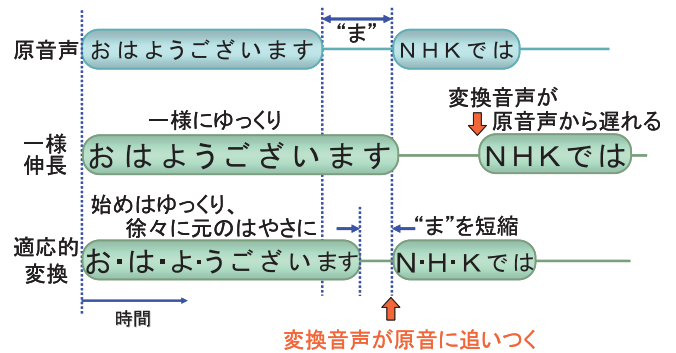 “ま”
原音声
おはようございます
NHKでは
変換音声が
原音声から遅れる
一様にゆっくり
一様
伸長
おはようございます
NHKでは
始めはゆっくり、
徐々に元のはやさに
“ま”を短縮
適応的
変換
お・は・よ・うございます
N・H・Kでは
時間
変換音声が原音に追いつく